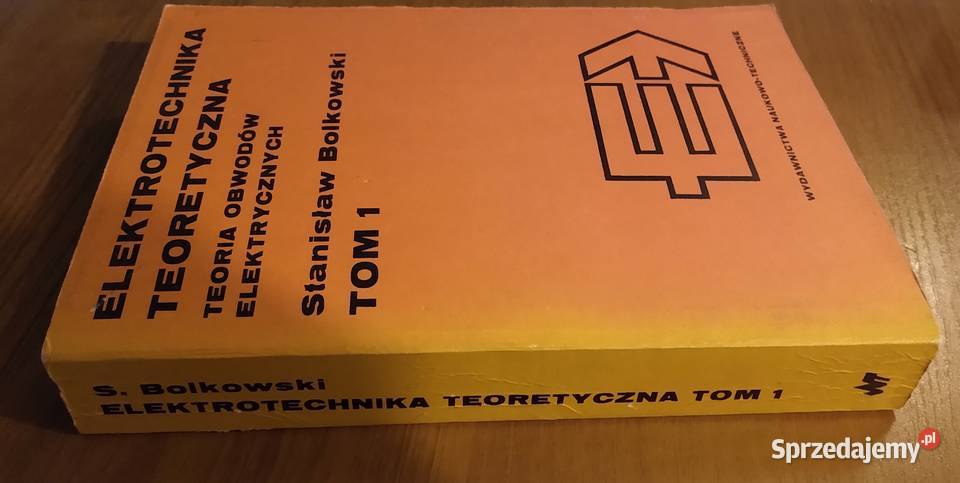 ELEKTROTECHNIKA
TEORETYCZNA
TEORIA OBWODÓW
ELEKTRYCZNYCH
Stanisław Bolkowski
TOM 1
WYDAWNICTWA NAUKOWO-TECHNICZNE
S. Bolkowski
ELEKTROTECHNIKA TEORETYCZNA TOM 1
WNT
Sprzedajemy.pl